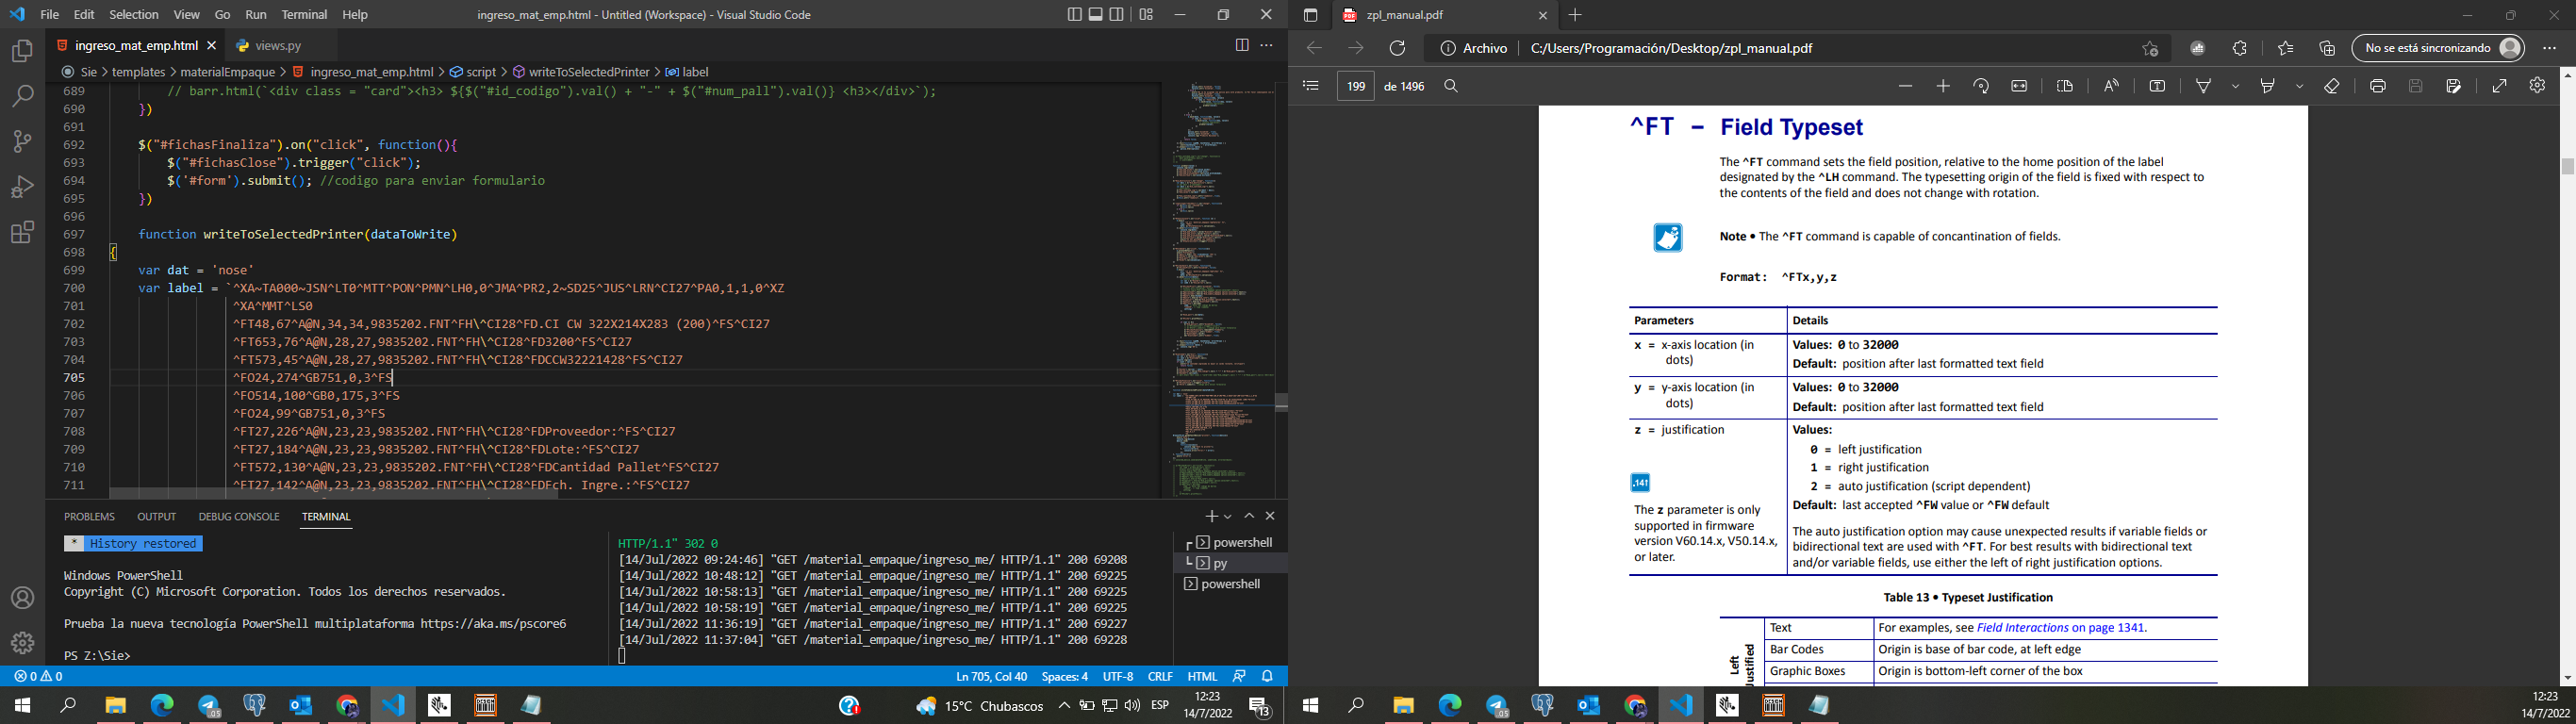 File Edit Selection View Go Run Terminal Help
ingreso_mat_emp.html - Untitled (Workspace) - Visual Studio Code
ingreso_mat_emp.html
views.py
Sie > templates > materialEmpaque > ingreso_mat_emp.html > script > writeToSelectedPrinter > label
689 // barr.html(`<div class = "card"><h3> ${$("#id_codigo").val() + "-" + $("#num_pall").val()} <h3></div>`);
690 })
691
692 $("#fichasFinaliza").on("click", function(){
693 $("#fichasClose").trigger("click");
694 $('#form').submit(); //codigo para enviar formulario
695 })
696
697 function writeToSelectedPrinter(dataToWrite)
698 {
699 var dat = 'nose'
700 var label = `^XA~TA000~JSN^LT0^MTT^PON^PMN^LH0,0^JMA^PR2,2~SD25^JUS^LRN^CI27^PA0,1,1,0^XZ
701 ^XA^MMT^LS0
702 ^FT48,67^A@N,34,34,9835202.FNT^FH\^CI28^FD.CI CW 322X214X283 (200)^FS^CI27
703 ^FT653,76^A@N,28,27,9835202.FNT^FH\^CI28^FD3200^FS^CI27
704 ^FT573,45^A@N,28,27,9835202.FNT^FH\^CI28^FDCCW32221428^FS^CI27
705 ^FO24,274^GB751,0,3^FS
706 ^FO514,100^GB0,175,3^FS
707 ^FO24,99^GB751,0,3^FS
708 ^FT27,226^A@N,23,23,9835202.FNT^FH\^CI28^FDProveedor:^FS^CI27
709 ^FT27,184^A@N,23,23,9835202.FNT^FH\^CI28^FDLote:^FS^CI27
710 ^FT572,130^A@N,23,23,9835202.FNT^FH\^CI28^FDCantidad Pallet^FS^CI27
711 ^FT27,142^A@N,23,23,9835202.FNT^FH\^CI28^FDFch. Ingre.:^FS^CI27
PROBLEMS OUTPUT DEBUG CONSOLE TERMINAL
* History restored
Windows PowerShell
Copyright (C) Microsoft Corporation. Todos los derechos reservados.
Prueba la nueva tecnología PowerShell multiplataforma https://aka.ms/pscore6
PS Z:\Sie>
HTTP/1.1" 302 0
[14/Jul/2022 09:24:46] "GET /material_empaque/ingreso_me/ HTTP/1.1" 200 69208
[14/Jul/2022 10:48:12] "GET /material_empaque/ingreso_me/ HTTP/1.1" 200 69225
[14/Jul/2022 10:58:13] "GET /material_empaque/ingreso_me/ HTTP/1.1" 200 69225
[14/Jul/2022 10:58:19] "GET /material_empaque/ingreso_me/ HTTP/1.1" 200 69225
[14/Jul/2022 11:36:19] "GET /material_empaque/ingreso_me/ HTTP/1.1" 200 69227
[14/Jul/2022 11:37:04] "GET /material_empaque/ingreso_me/ HTTP/1.1" 200 69228
powershell
py
powershell
0 0
Ln 705, Col 40 Spaces: 4 UTF-8 CRLF HTML
15°C Chubascos
ESP
12:23
14/7/2022
13
zpl_manual.pdf
Archivo | C:/Users/Programación/Desktop/zpl_manual.pdf
No se está sincronizando
199 de 1496
^FT – Field Typeset
The ^FT command sets the field position, relative to the home position of the label
designated by the ^LH command. The typesetting origin of the field is fixed with respect to
the contents of the field and does not change with rotation.
Note • The ^FT command is capable of concantination of fields.
Format: ^FTx,y,z
Parameters Details
x = x-axis location (in
dots)
Values: 0 to 32000
Default: position after last formatted text field
y = y-axis location (in
dots)
Values: 0 to 32000
Default: position after last formatted text field
z = justification
.14†
The z parameter is only
supported in firmware
version V60.14.x, V50.14.x,
or later.
Values:
0 = left justification
1 = right justification
2 = auto justification (script dependent)
Default: last accepted ^FW value or ^FW default
The auto justification option may cause unexpected results if variable fields or
bidirectional text are used with ^FT. For best results with bidirectional text
and/or variable fields, use either the left of right justification options.
Table 13 • Typeset Justification
Left
Justified
Text For examples, see Field Interactions on page 1341.
Bar Codes Origin is base of bar code, at left edge
Graphic Boxes Origin is bottom-left corner of the box
12:23
14/7/2022